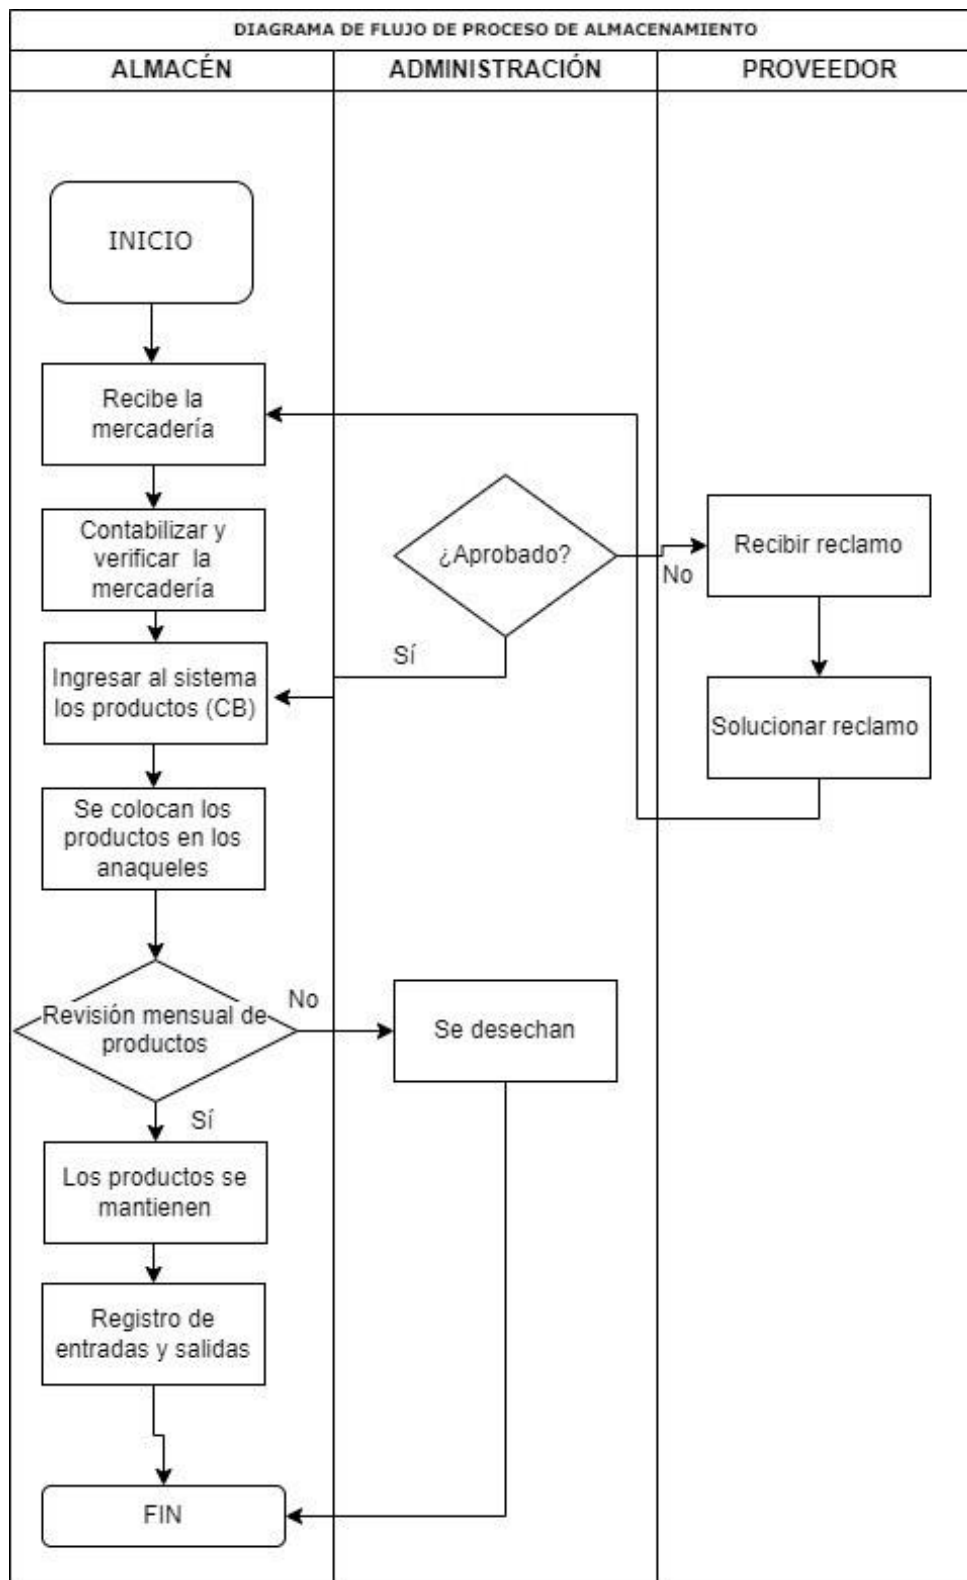 DIAGRAMA DE FLUJO DE PROCESO DE ALMACENAMIENTO
ALMACÉN
ADMINISTRACIÓN
PROVEEDOR
INICIO
Recibe la
mercadería
Contabilizar y
verificar la
mercadería
¿Aprobado?
No
Recibir reclamo
Sí
Ingresar al sistema
los productos (CB)
Solucionar reclamo
Se colocan los
productos en los
anaqueles
Revisión mensual de
productos
No
Se desechan
Sí
Los productos se
mantienen
Registro de
entradas y salidas
FIN